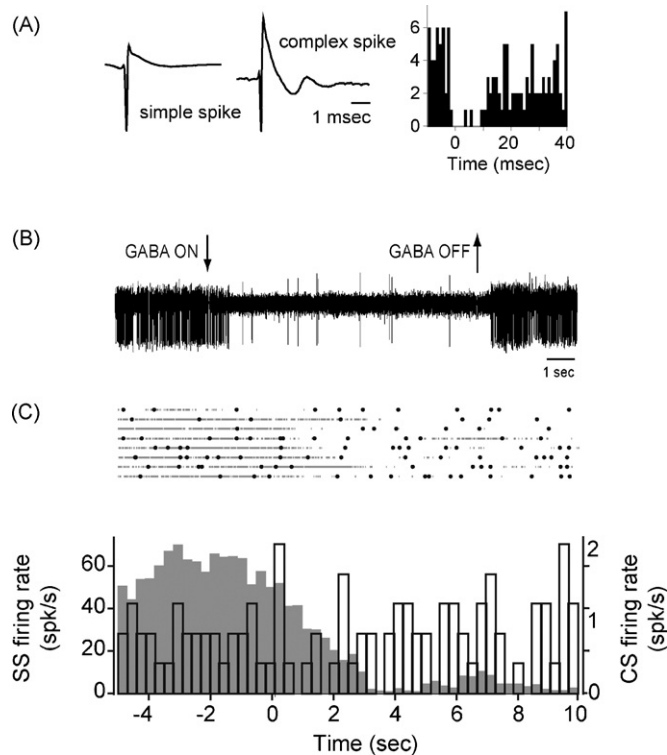 (A)
simple spike
complex spike
1 msec
6
4
2
0
0 20 40
Time (msec)
(B)
GABA ON
GABA OFF
1 sec
(C)
SS firing rate
(spk/s)
60
40
20
0
2
1
0
CS firing rate
(spk/s)
-4 -2 0 2 4 6 8 10
Time (sec)